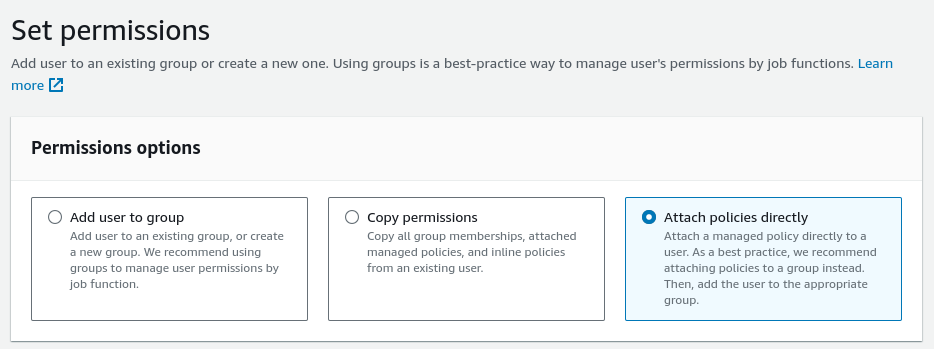 Set permissions
Add user to an existing group or create a new one. Using groups is a best-practice way to manage user's permissions by job functions. Learn
more
Permissions options
Add user to group
Add user to an existing group, or create
a new group. We recommend using
groups to manage user permissions by
job function.
Copy permissions
Copy all group memberships, attached
managed policies, and inline policies
from an existing user.
Attach policies directly
Attach a managed policy directly to a
user. As a best practice, we recommend
attaching policies to a group instead.
Then, add the user to the appropriate
group.